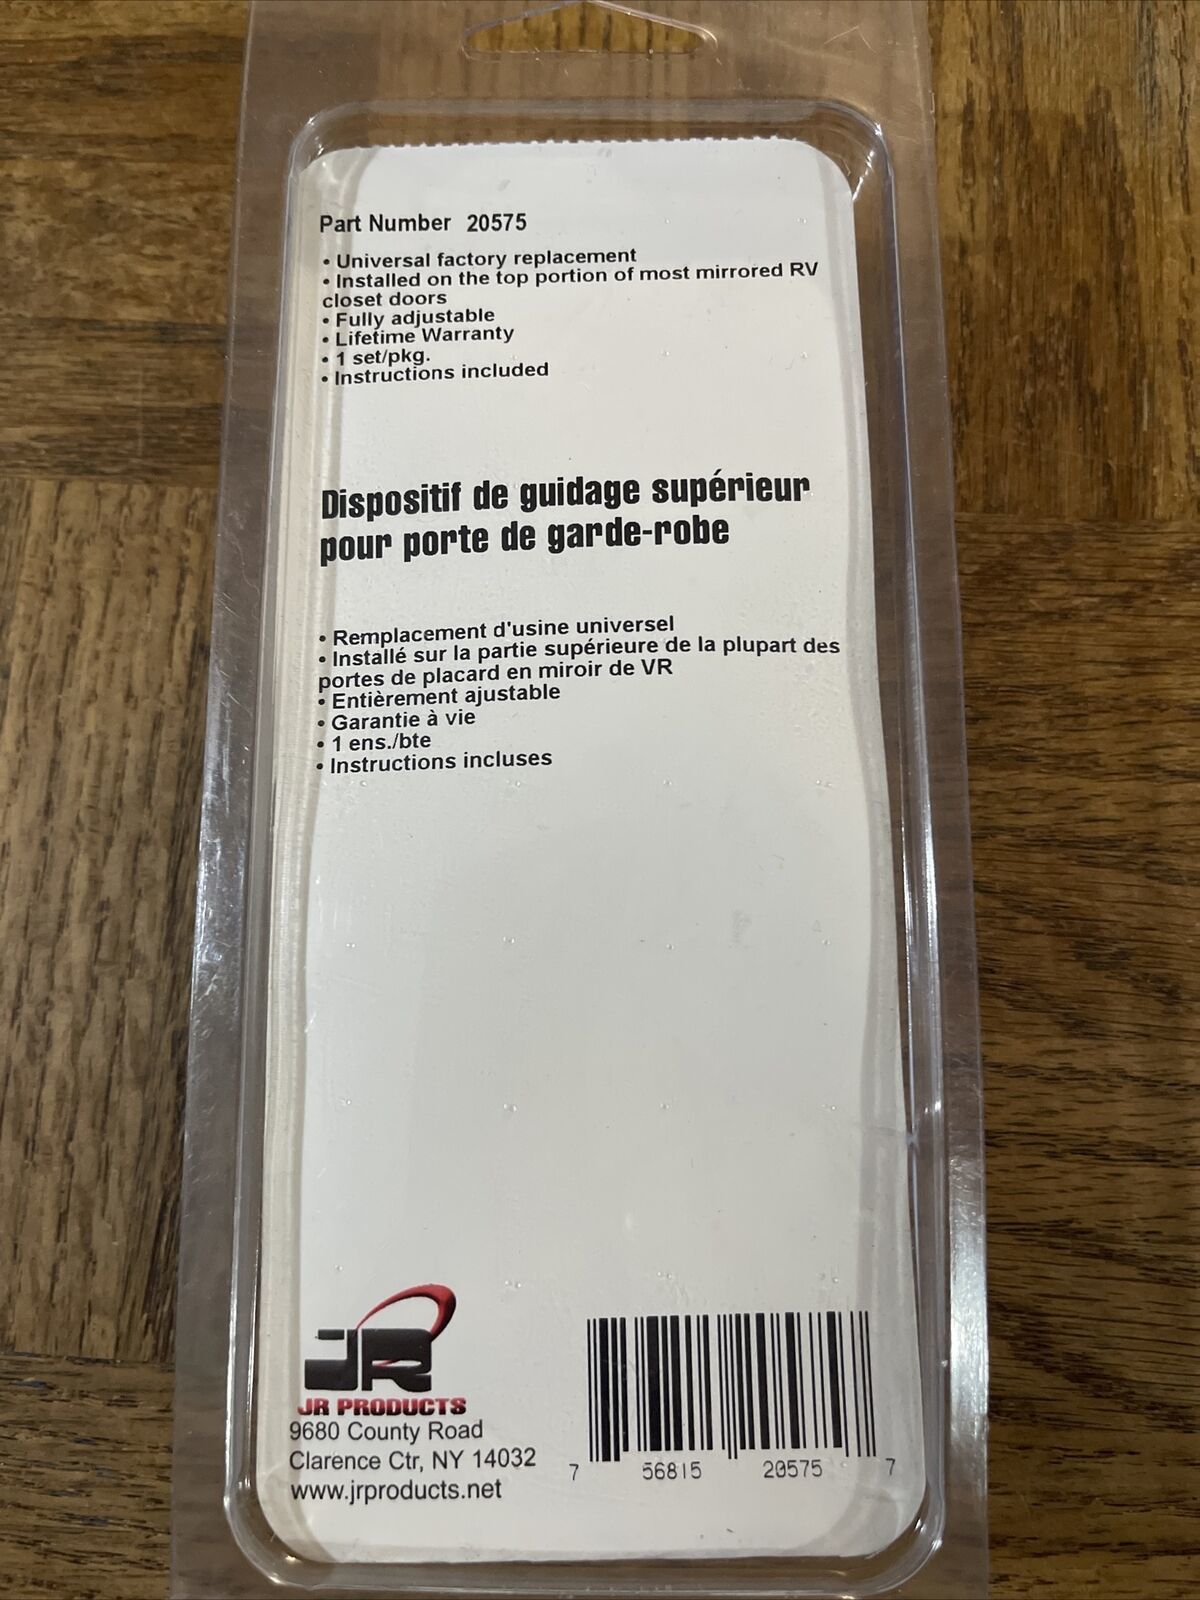 Part Number 20575
• Universal factory replacement
• Installed on the top portion of most mirrored RV
closet doors
• Fully adjustable
• Lifetime Warranty
• 1 set/pkg.
• Instructions included
Dispositif de guidage supérieur
pour porte de garde-robe
• Remplacement d'usine universel
• Installé sur la partie supérieure de la plupart des
portes de placard en miroir de VR
• Entièrement ajustable
• Garantie à vie
• 1 ens./bte
• Instructions incluses
JR
JR PRODUCTS
9680 County Road
Clarence Ctr, NY 14032
www.jrproducts.net
7 56815 20575 7